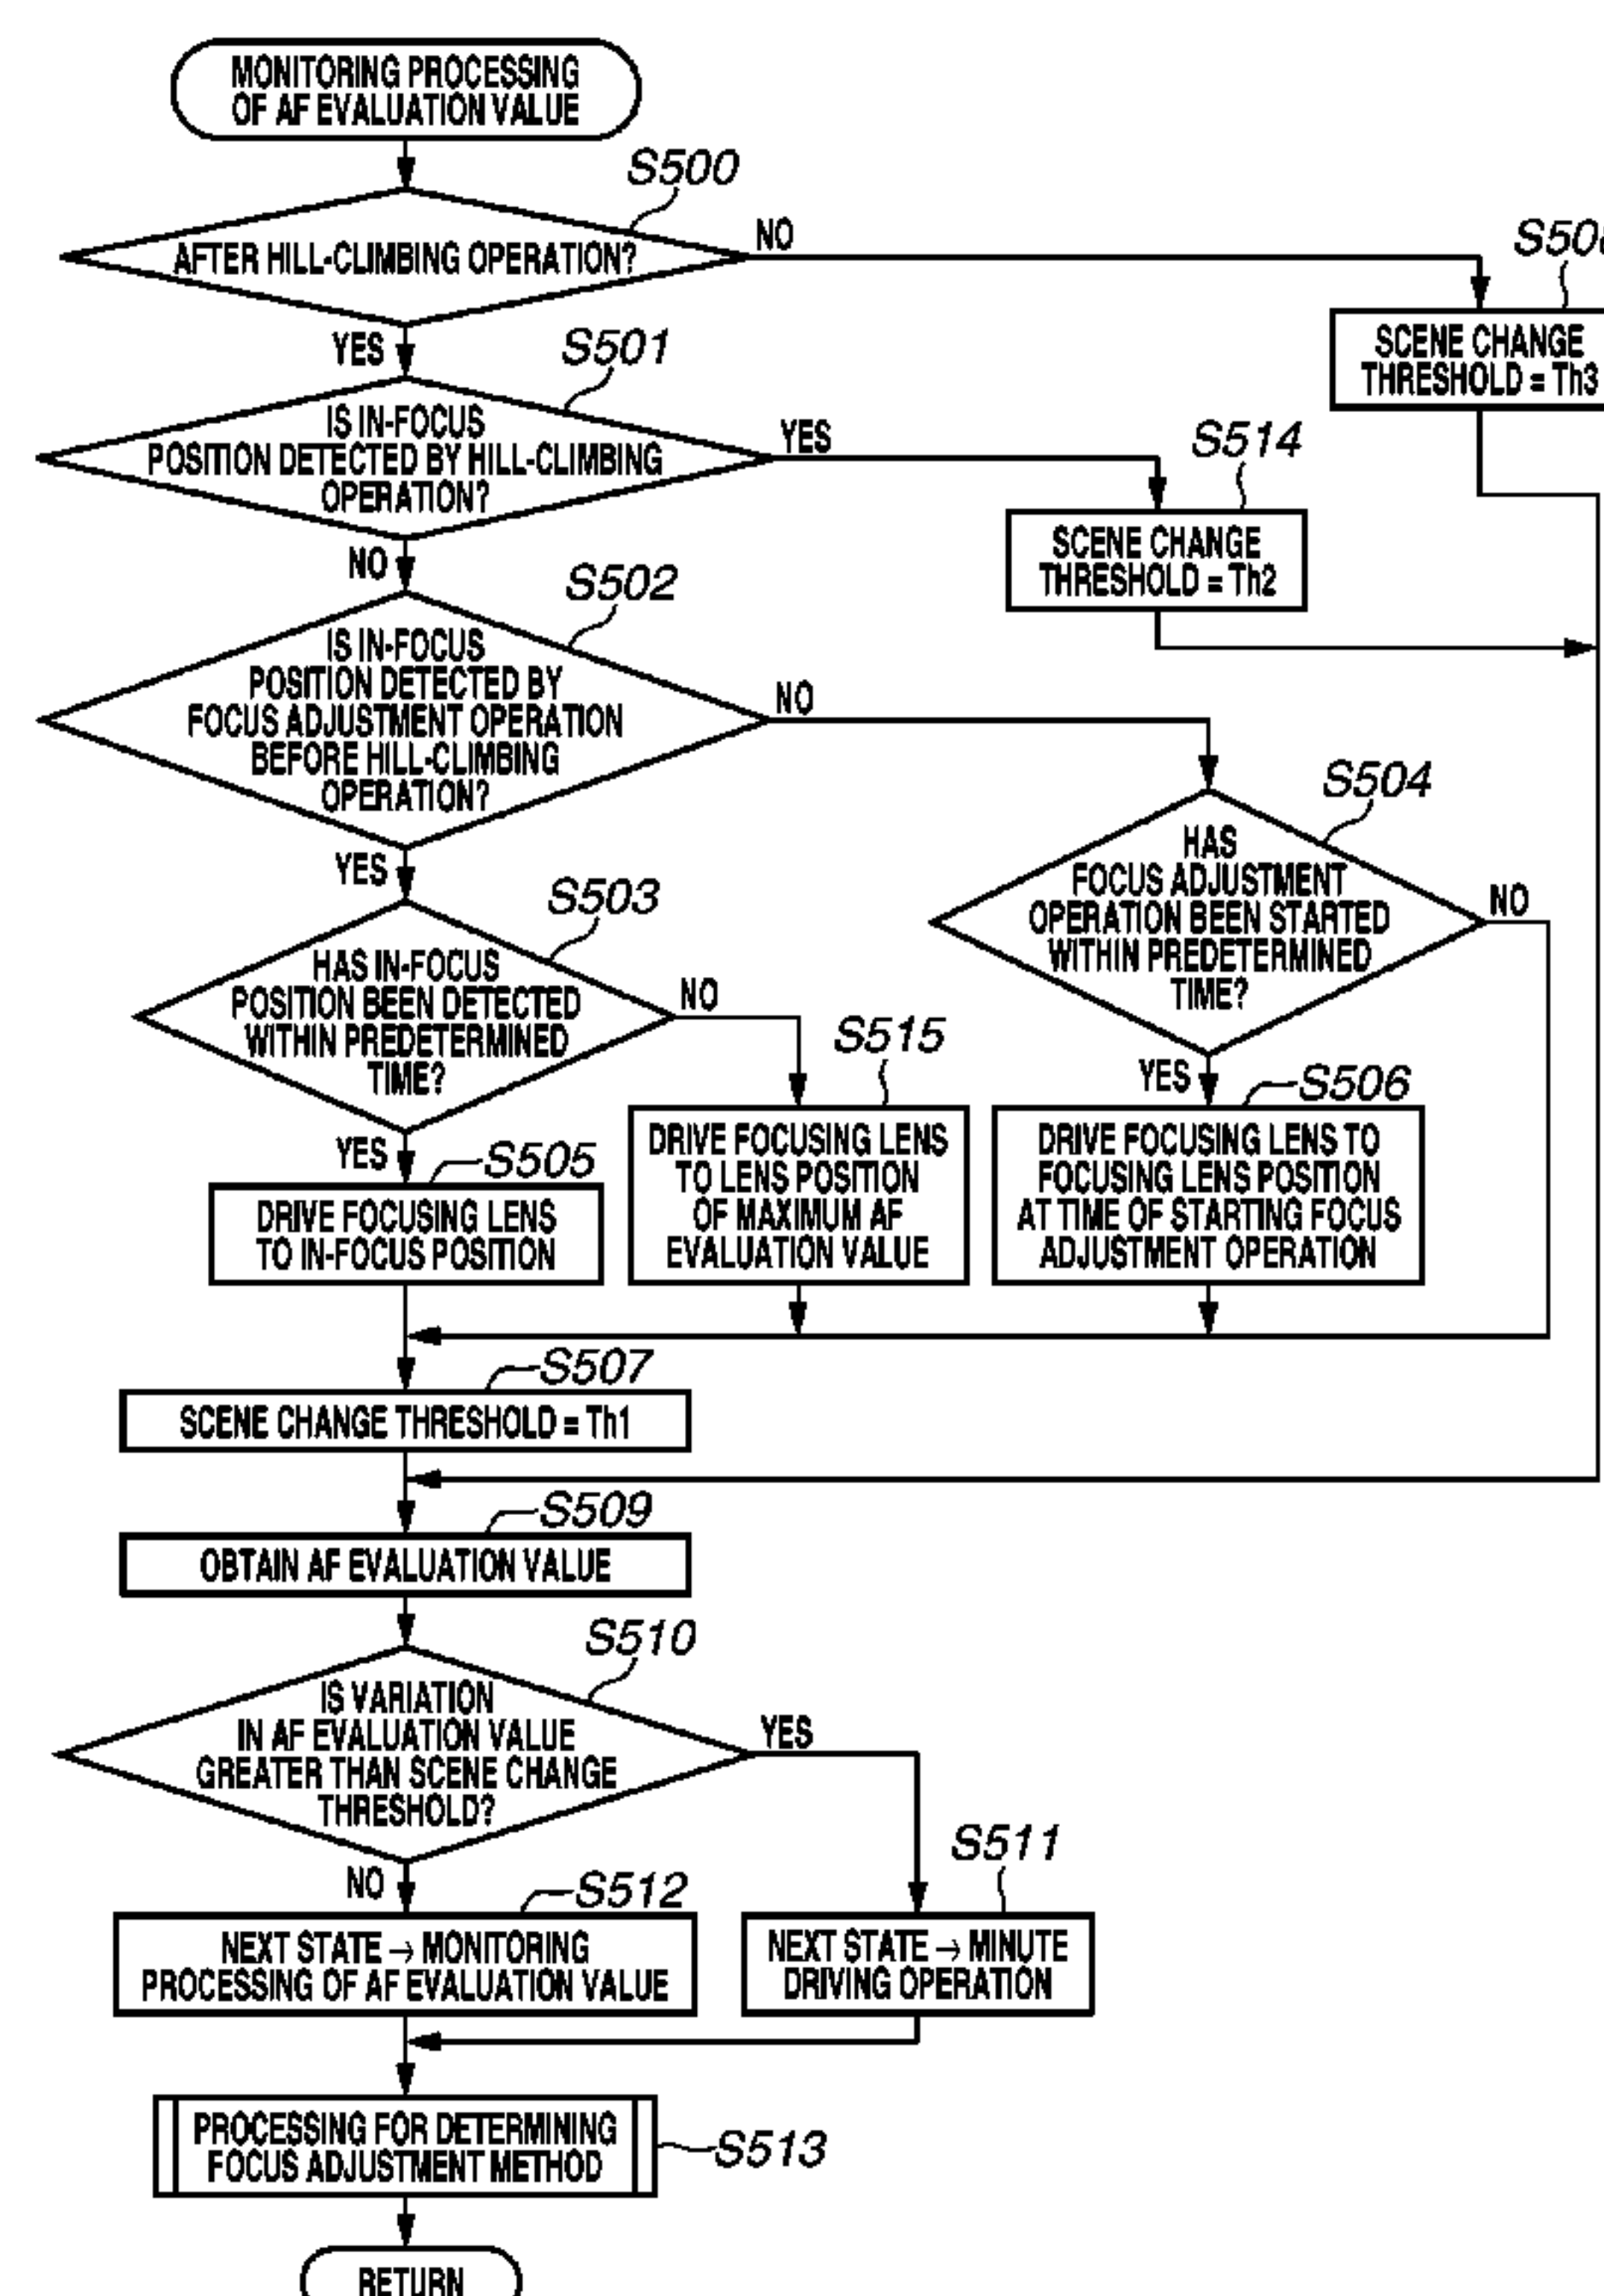 MONITORING PROCESSING
OF AF EVALUATION VALUE
S500
AFTER HILL-CLIMBING OPERATION?
NO
S508
SCENE CHANGE
THRESHOLD = Th3
YES
S501
IS IN-FOCUS
POSITION DETECTED BY HILL-CLIMBING
OPERATION?
YES
S514
SCENE CHANGE
THRESHOLD = Th2
NO
S502
IS IN-FOCUS
POSITION DETECTED BY
FOCUS ADJUSTMENT OPERATION
BEFORE HILL-CLIMBING
OPERATION?
NO
S504
HAS
FOCUS ADJUSTMENT
OPERATION BEEN STARTED
WITHIN PREDETERMINED
TIME?
NO
YES
S503
HAS IN-FOCUS
POSITION BEEN DETECTED
WITHIN PREDETERMINED
TIME?
NO
S515
DRIVE FOCUSING LENS
TO LENS POSITION
OF MAXIMUM AF
EVALUATION VALUE
YES
S506
DRIVE FOCUSING LENS TO
FOCUSING LENS POSITION
AT TIME OF STARTING FOCUS
ADJUSTMENT OPERATION
YES
S505
DRIVE FOCUSING LENS
TO IN-FOCUS POSITION
S507
SCENE CHANGE THRESHOLD = Th1
S509
OBTAIN AF EVALUATION VALUE
S510
IS VARIATION
IN AF EVALUATION VALUE
GREATER THAN SCENE CHANGE
THRESHOLD?
YES
S511
NEXT STATE → MINUTE
DRIVING OPERATION
NO
S512
NEXT STATE → MONITORING
PROCESSING OF AF EVALUATION VALUE
PROCESSING FOR DETERMINING
FOCUS ADJUSTMENT METHOD
S513
RETURN